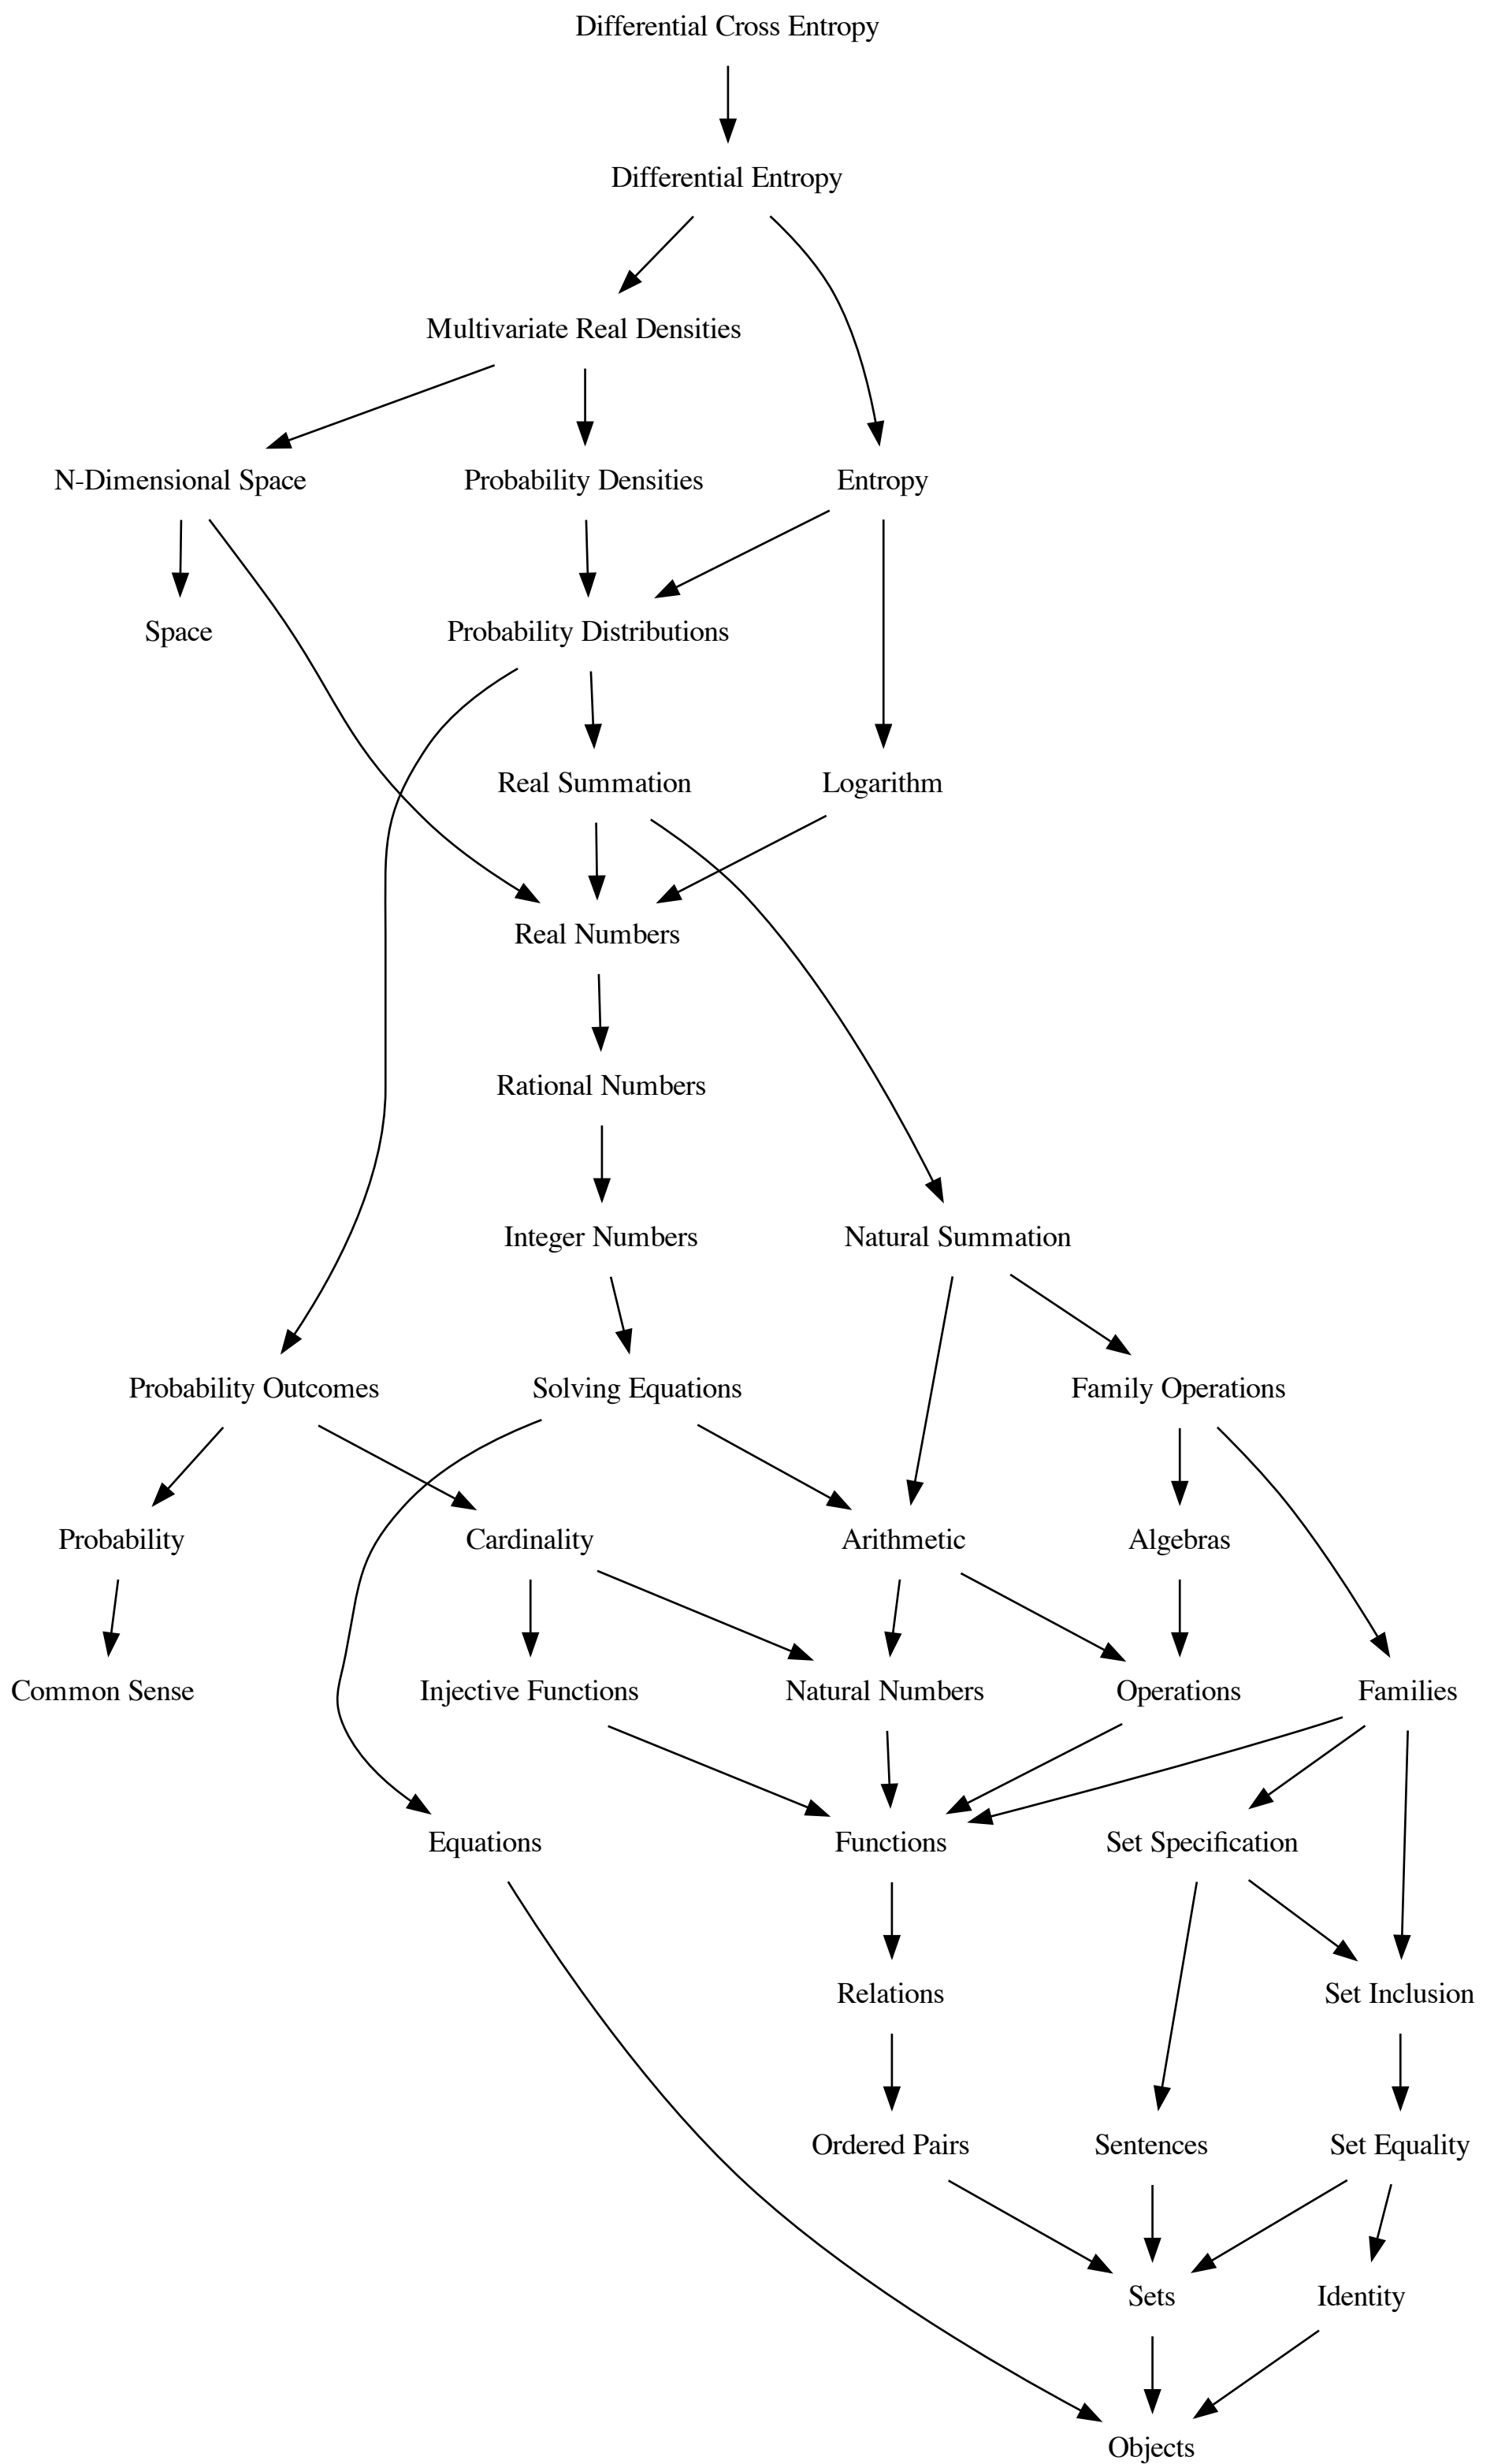 Differential Cross Entropy
Differential Entropy
Multivariate Real Densities
N-Dimensional Space
Probability Densities
Entropy
Space
Probability Distributions
Real Summation
Logarithm
Real Numbers
Rational Numbers
Integer Numbers
Natural Summation
Probability Outcomes
Solving Equations
Family Operations
Probability
Cardinality
Arithmetic
Algebras
Common Sense
Injective Functions
Natural Numbers
Operations
Families
Equations
Functions
Set Specification
Relations
Set Inclusion
Ordered Pairs
Sentences
Set Equality
Sets
Identity
Objects